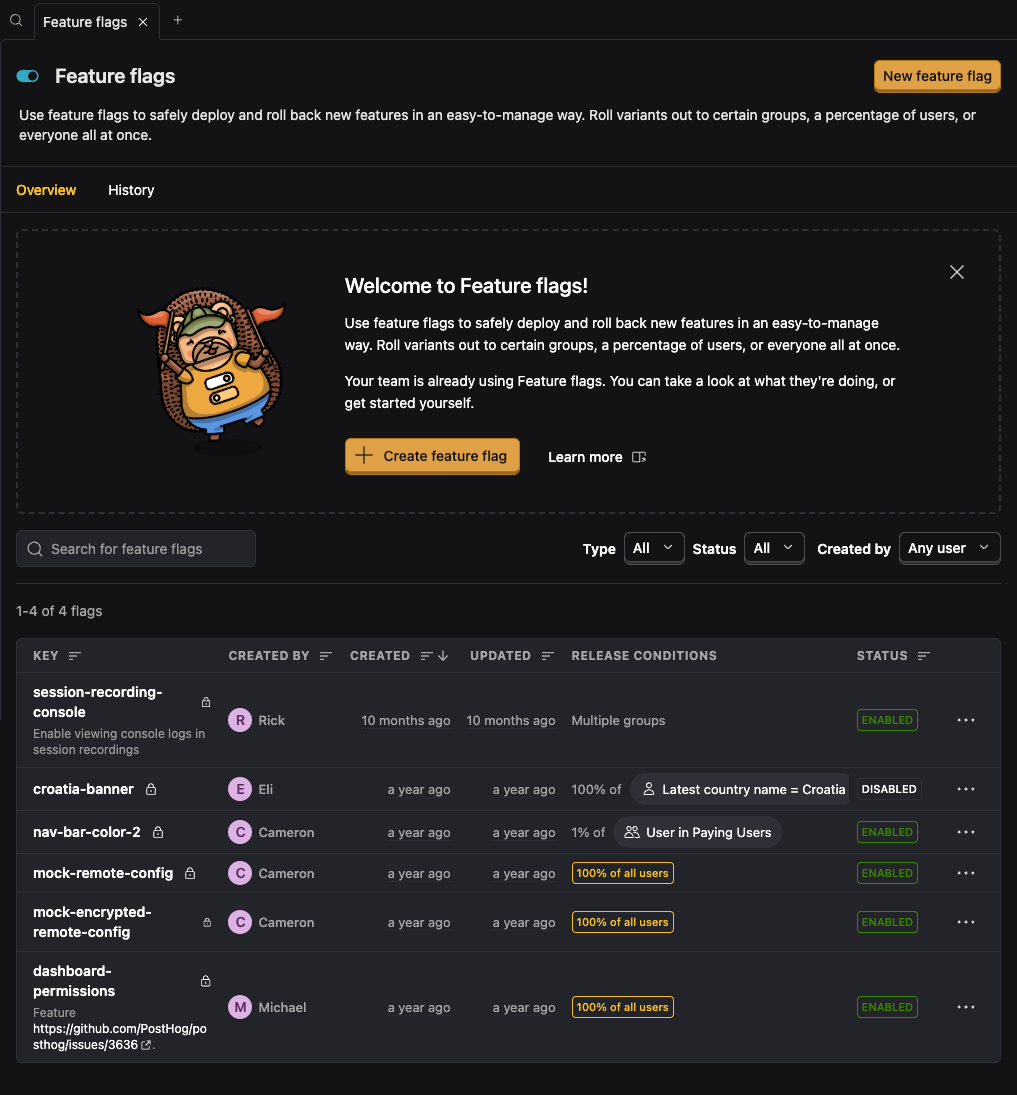 Feature flags
Feature flags
New feature flag
Use feature flags to safely deploy and roll back new features in an easy-to-manage way. Roll variants out to certain groups, a percentage of users, or
everyone all at once.
Overview
History
Welcome to Feature flags!
Use feature flags to safely deploy and roll back new features in an easy-to-manage
way. Roll variants out to certain groups, a percentage of users, or everyone all at once.
Your team is already using Feature flags. You can take a look at what they're doing, or
get started yourself.
Create feature flag
Learn more
Search for feature flags
Type All Status All Created by Any user
1-4 of 4 flags
KEY CREATED BY CREATED UPDATED RELEASE CONDITIONS STATUS
session-recording-
console
Enable viewing console logs in
session recordings
R Rick 10 months ago 10 months ago Multiple groups ENABLED
croatia-banner E Eli a year ago a year ago 100% of Latest country name = Croatia DISABLED
nav-bar-color-2 C Cameron a year ago a year ago 1% of User in Paying Users ENABLED
mock-remote-config C Cameron a year ago a year ago 100% of all users ENABLED
mock-encrypted-
remote-config
C Cameron a year ago a year ago 100% of all users ENABLED
dashboard-
permissions
Feature
https://github.com/PostHog/po
sthog/issues/3636 .
M Michael a year ago a year ago 100% of all users ENABLED